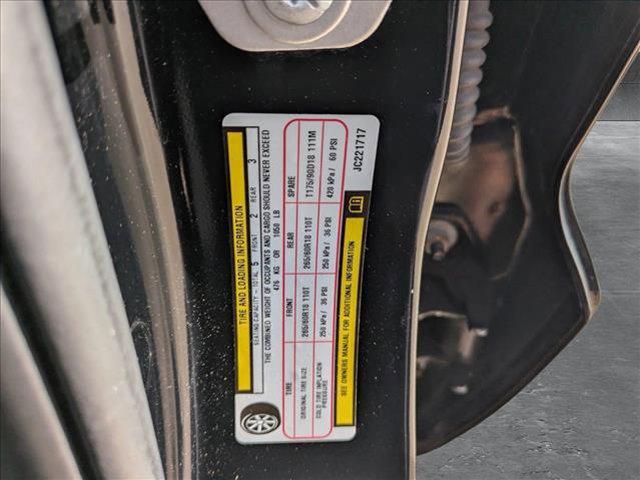 TIRE AND LOADING INFORMATION
SEATING CAPACITY - TOTAL 5 FRONT 2 REAR 3
THE COMBINED WEIGHT OF OCCUPANTS AND CARGO SHOULD NEVER EXCEED
476 KG OR 1050 LB
TIRE FRONT REAR SPARE
ORIGINAL TIRE SIZE 265/60R18 110T 265/60R18 110T T175/90D18 111M
COLD TIRE INFLATION PRESSURE 250 kPa / 36 PSI 250 kPa / 36 PSI 420 kPa / 60 PSI
SEE OWNERS MANUAL FOR ADDITIONAL INFORMATION
JC221717